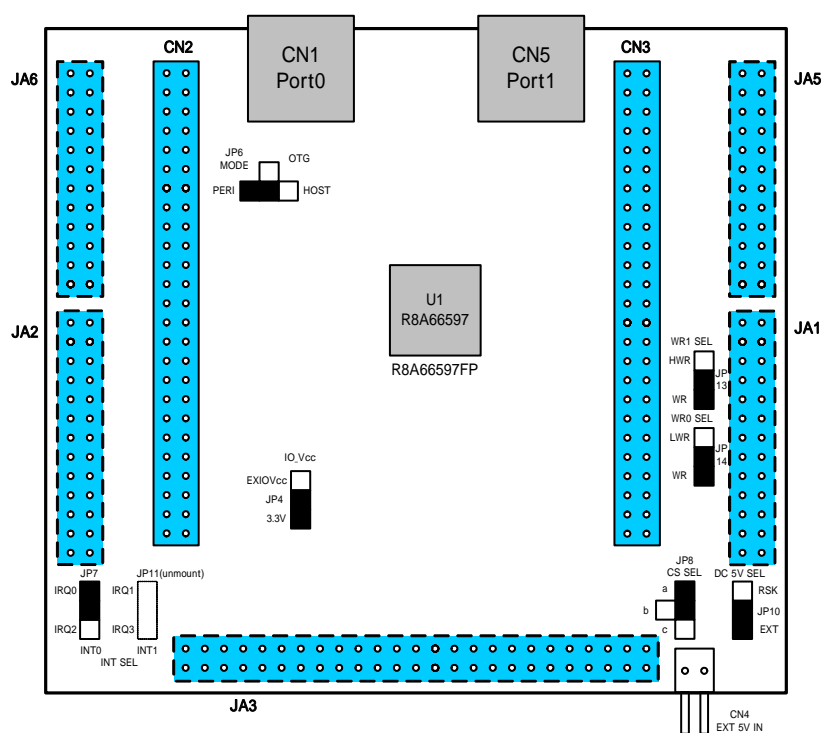 CN2
CN1
Port0
CN5
Port1
CN3
JA6
JA5
JP6
MODE
OTG
PERI
HOST
U1
R8A66597
R8A66597FP
JA2
JA1
WR1 SEL
HWR
JP
13
WR
WR0 SEL
LWR
JP
14
WR
IO_Vcc
EXIOVcc
JP4
3.3V
JP7
IRQ0
IRQ2
INT0
INT SEL
JP11(unmount)
IRQ1
IRQ3
INT1
JP8
CS SEL
a
b
c
DC 5V SEL
RSK
JP10
EXT
JA3
CN4
EXT 5V IN